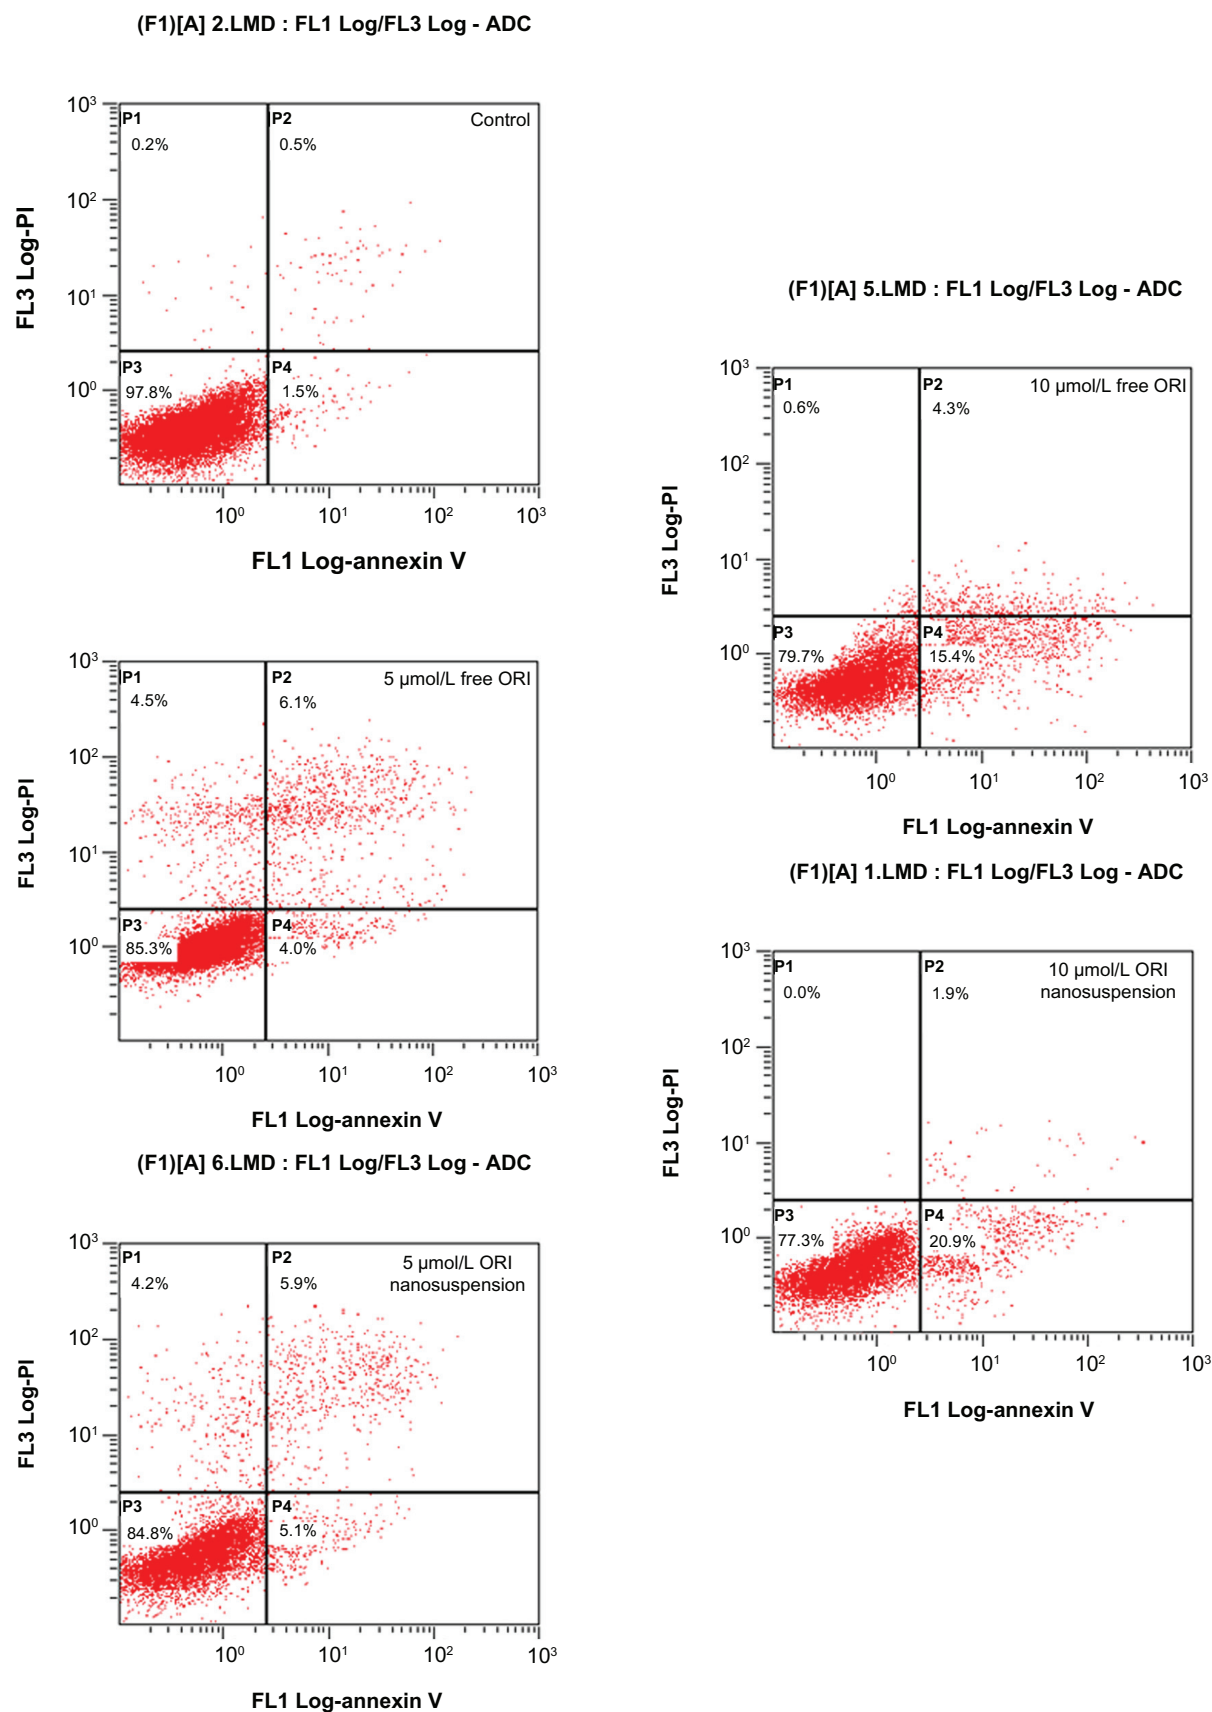 (F1)[A] 2.LMD : FL1 Log/FL3 Log - ADC
10³
P1
P2
Control
0.2%
0.5%
10²
FL3 Log-PI
10¹
P3
P4
97.8%
1.5%
10⁰
10⁰ 10¹ 10² 10³
FL1 Log-annexin V
10³
P1
P2
5 µmol/L free ORI
4.5%
6.1%
10²
FL3 Log-PI
10¹
P3
P4
85.3%
4.0%
10⁰
10⁰ 10¹ 10² 10³
FL1 Log-annexin V
(F1)[A] 6.LMD : FL1 Log/FL3 Log - ADC
10³
P1
P2
5 µmol/L ORI
nanosuspension
4.2%
5.9%
10²
FL3 Log-PI
10¹
P3
P4
84.8%
5.1%
10⁰
10⁰ 10¹ 10² 10³
FL1 Log-annexin V
(F1)[A] 5.LMD : FL1 Log/FL3 Log - ADC
10³
P1
P2
10 µmol/L free ORI
0.6%
4.3%
10²
FL3 Log-PI
10¹
P3
P4
79.7%
15.4%
10⁰
10⁰ 10¹ 10² 10³
FL1 Log-annexin V
(F1)[A] 1.LMD : FL1 Log/FL3 Log - ADC
10³
P1
P2
10 µmol/L ORI
nanosuspension
0.0%
1.9%
10²
FL3 Log-PI
10¹
P3
P4
77.3%
20.9%
10⁰
10⁰ 10¹ 10² 10³
FL1 Log-annexin V